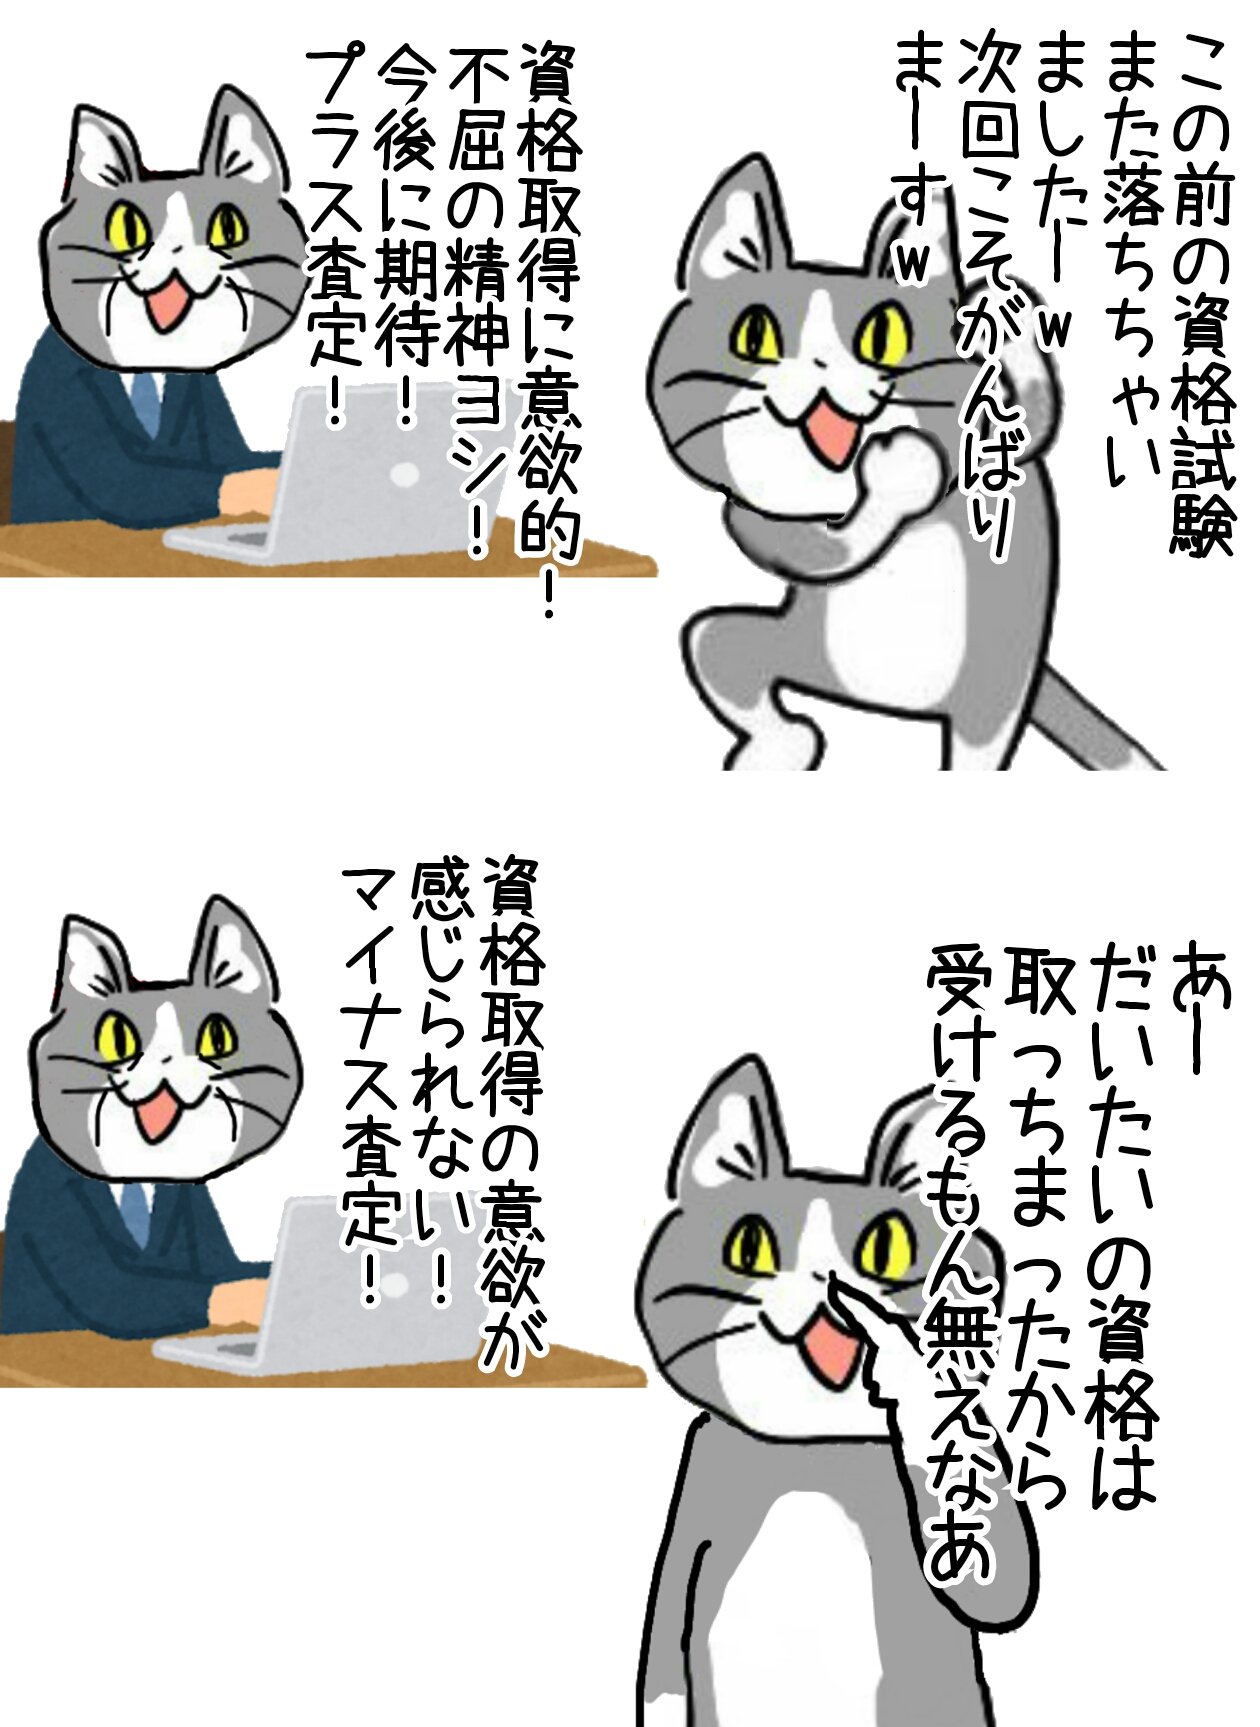 この前の資格試験
また落ちちゃい
ましたーw
次回こそがんばり
まーすw
資格取得に意欲的！
不屈の精神ヨシ！
今後に期待！
プラス査定！
あー
だいたいの資格は
取っちまったから
受けるもん無えなあ
資格取得の意欲が
感じられない！
マイナス査定！